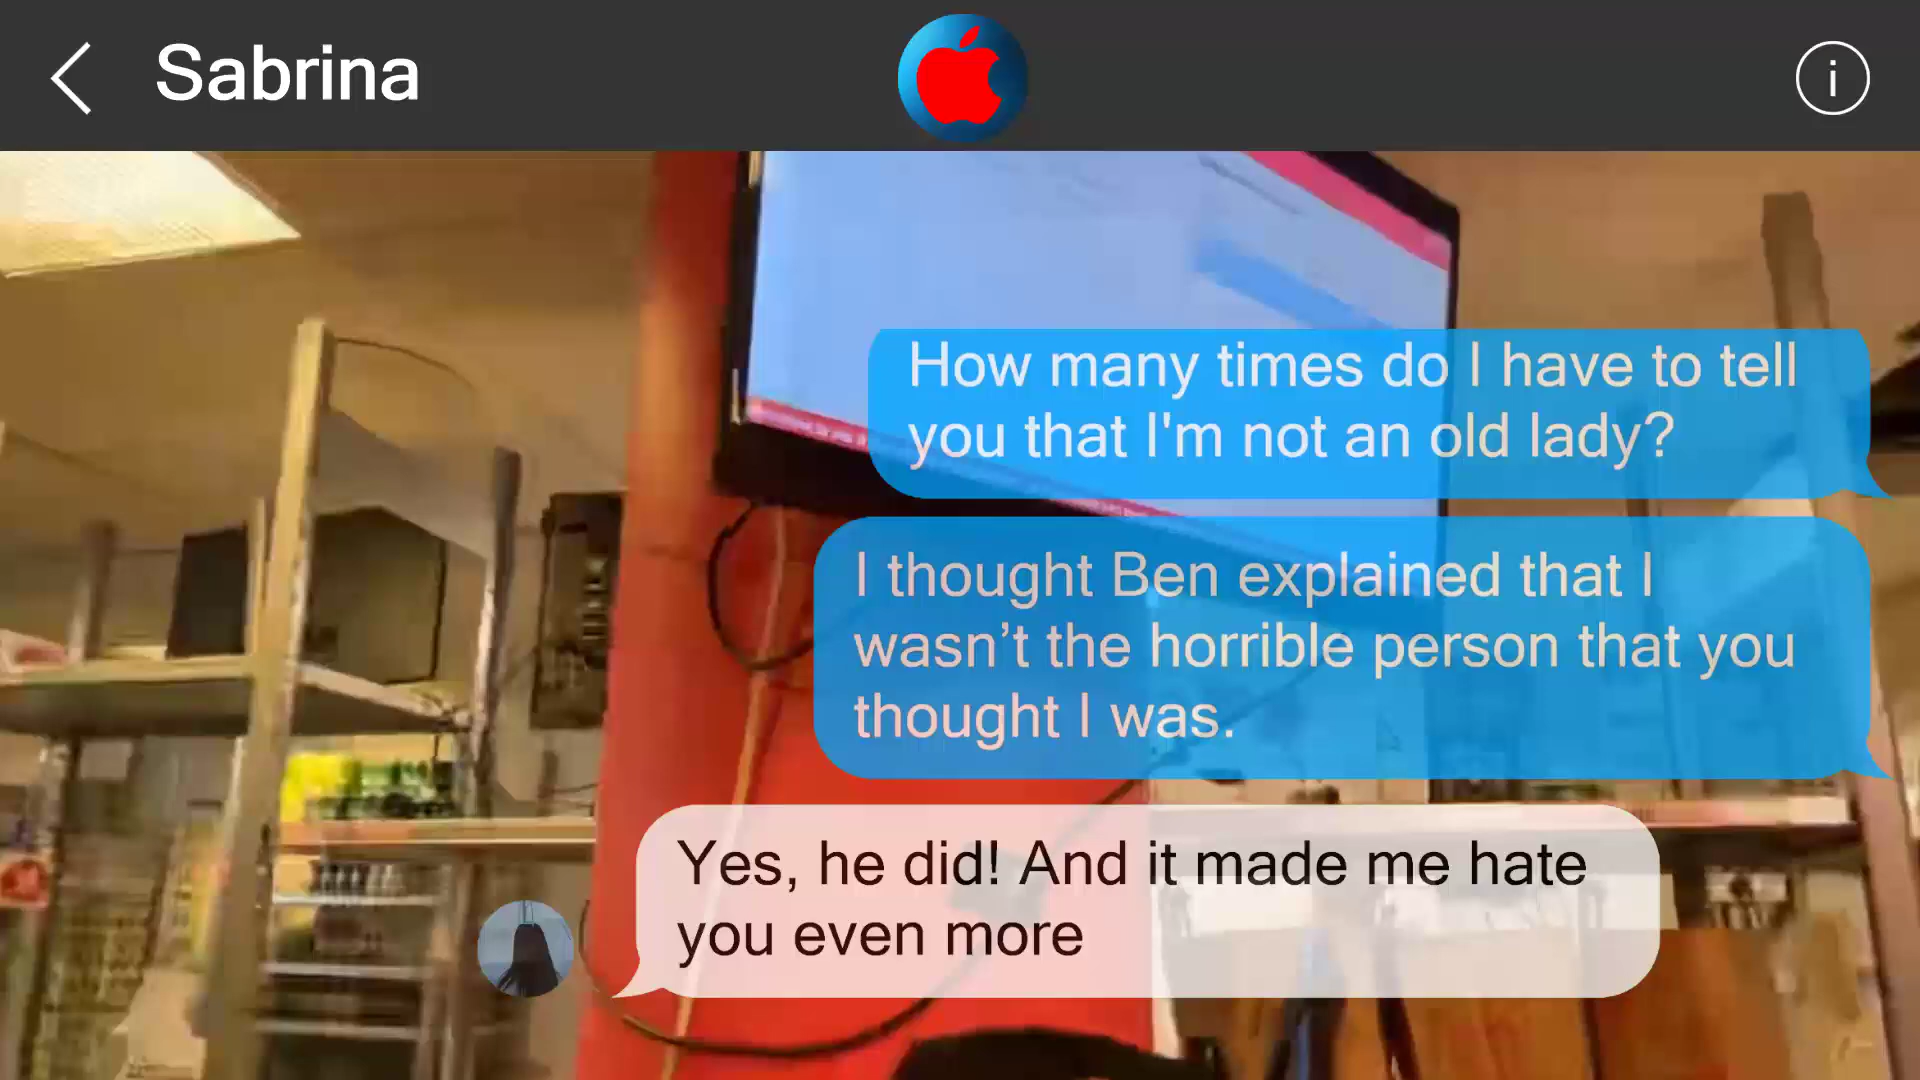 Sabrina
How many times do I have to tell
you that I'm not an old lady?
I thought Ben explained that I
wasn’t the horrible person that you
thought I was.
Yes, he did! And it made me hate
you even more